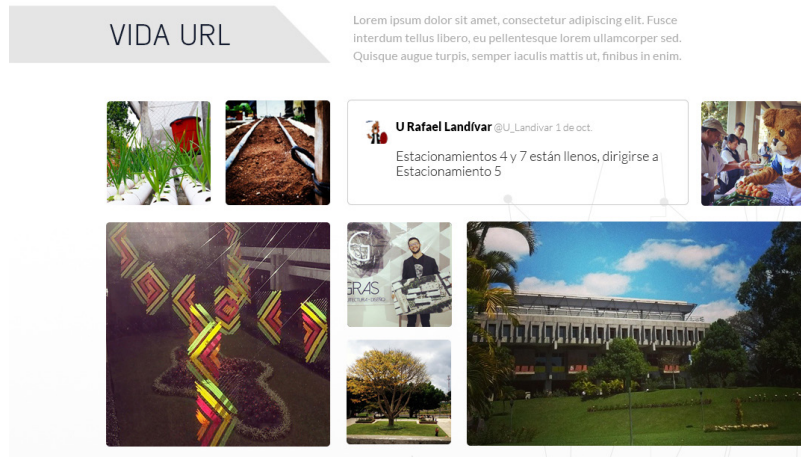 VIDA URL
Lorem ipsum dolor sit amet, consectetur adipiscing elit. Fusce
interdum tellus libero, eu pellentesque lorem ullamcorper sed.
Quisque augue turpis, semper iaculis mattis ut, finibus in enim.
U Rafael Landívar @U_Landivar 1 de oct.
Estacionamientos 4 y 7 están llenos, dirigirse a
Estacionamiento 5
GRAS